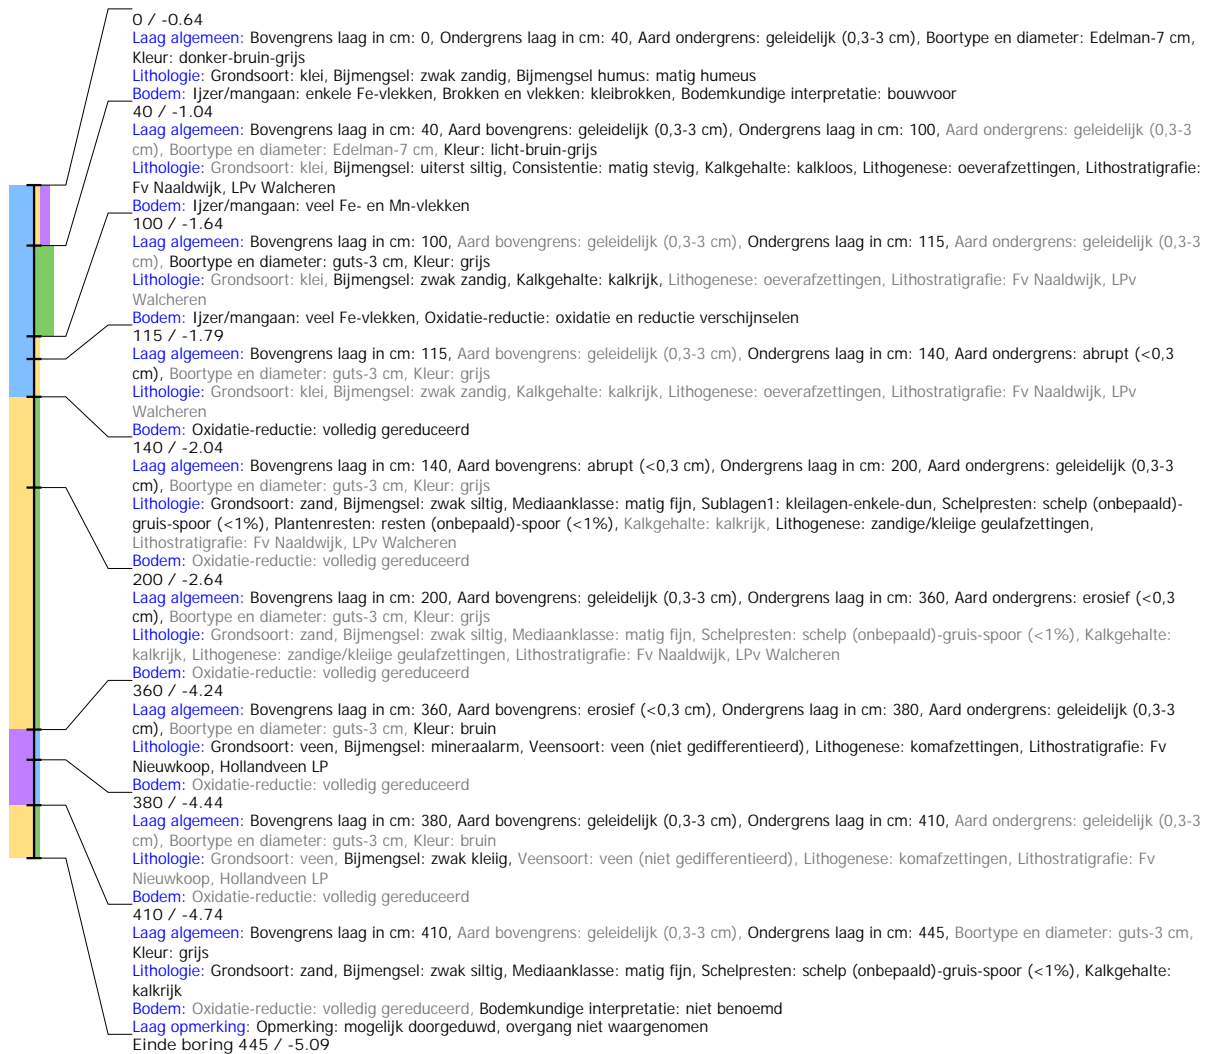 0 / -0.64
Laag algemeen: Bovengrens laag in cm: 0, Ondergrens laag in cm: 40, Aard ondergrens: geleidelijk (0,3-3 cm), Boortype en diameter: Edelman-7 cm,
Kleur: donker-bruin-grijs
Lithologie: Grondsoort: klei, Bijmengsel: zwak zandig, Bijmengsel humus: matig humeus
Bodem: Ijzer/mangaan: enkele Fe-vlekken, Brokken en vlekken: kleibrokken, Bodemkundige interpretatie: bouwvoor
40 / -1.04
Laag algemeen: Bovengrens laag in cm: 40, Aard bovengrens: geleidelijk (0,3-3 cm), Ondergrens laag in cm: 100, Aard ondergrens: geleidelijk (0,3-3
cm), Boortype en diameter: Edelman-7 cm, Kleur: licht-bruin-grijs
Lithologie: Grondsoort: klei, Bijmengsel: uiterst siltig, Consistentie: matig stevig, Kalkgehalte: kalkloos, Lithogenese: oeverafzettingen, Lithostratigrafie:
Fv Naaldwijk, LPv Walcheren
Bodem: Ijzer/mangaan: veel Fe- en Mn-vlekken
100 / -1.64
Laag algemeen: Bovengrens laag in cm: 100, Aard bovengrens: geleidelijk (0,3-3 cm), Ondergrens laag in cm: 115, Aard ondergrens: geleidelijk (0,3-3
cm), Boortype en diameter: guts-3 cm, Kleur: grijs
Lithologie: Grondsoort: klei, Bijmengsel: zwak zandig, Kalkgehalte: kalkrijk, Lithogenese: oeverafzettingen, Lithostratigrafie: Fv Naaldwijk, LPv
Walcheren
Bodem: Ijzer/mangaan: veel Fe-vlekken, Oxidatie-reductie: oxidatie en reductie verschijnselen
115 / -1.79
Laag algemeen: Bovengrens laag in cm: 115, Aard bovengrens: geleidelijk (0,3-3 cm), Ondergrens laag in cm: 140, Aard ondergrens: abrupt (<0,3
cm), Boortype en diameter: guts-3 cm, Kleur: grijs
Lithologie: Grondsoort: klei, Bijmengsel: zwak zandig, Kalkgehalte: kalkrijk, Lithogenese: oeverafzettingen, Lithostratigrafie: Fv Naaldwijk, LPv
Walcheren
Bodem: Oxidatie-reductie: volledig gereduceerd
140 / -2.04
Laag algemeen: Bovengrens laag in cm: 140, Aard bovengrens: abrupt (<0,3 cm), Ondergrens laag in cm: 200, Aard ondergrens: geleidelijk (0,3-3
cm), Boortype en diameter: guts-3 cm, Kleur: grijs
Lithologie: Grondsoort: zand, Bijmengsel: zwak siltig, Mediaanklasse: matig fijn, Sublagen1: kleilagen-enkele-dun, Schelpresten: schelp (onbepaald)-
gruis-spoor (<1%), Plantenresten: resten (onbepaald)-spoor (<1%), Kalkgehalte: kalkrijk, Lithogenese: zandige/kleiige geulafzettingen,
Lithostratigrafie: Fv Naaldwijk, LPv Walcheren
Bodem: Oxidatie-reductie: volledig gereduceerd
200 / -2.64
Laag algemeen: Bovengrens laag in cm: 200, Aard bovengrens: geleidelijk (0,3-3 cm), Ondergrens laag in cm: 360, Aard ondergrens: erosief (<0,3
cm), Boortype en diameter: guts-3 cm, Kleur: grijs
Lithologie: Grondsoort: zand, Bijmengsel: zwak siltig, Mediaanklasse: matig fijn, Schelpresten: schelp (onbepaald)-gruis-spoor (<1%), Kalkgehalte:
kalkrijk, Lithogenese: zandige/kleiige geulafzettingen, Lithostratigrafie: Fv Naaldwijk, LPv Walcheren
Bodem: Oxidatie-reductie: volledig gereduceerd
360 / -4.24
Laag algemeen: Bovengrens laag in cm: 360, Aard bovengrens: erosief (<0,3 cm), Ondergrens laag in cm: 380, Aard ondergrens: geleidelijk (0,3-3
cm), Boortype en diameter: guts-3 cm, Kleur: bruin
Lithologie: Grondsoort: veen, Bijmengsel: mineraalarm, Veensoort: veen (niet gedifferentieerd), Lithogenese: komafzettingen, Lithostratigrafie: Fv
Nieuwkoop, Hollandveen LP
Bodem: Oxidatie-reductie: volledig gereduceerd
380 / -4.44
Laag algemeen: Bovengrens laag in cm: 380, Aard bovengrens: geleidelijk (0,3-3 cm), Ondergrens laag in cm: 410, Aard ondergrens: geleidelijk (0,3-3
cm), Boortype en diameter: guts-3 cm, Kleur: bruin
Lithologie: Grondsoort: veen, Bijmengsel: zwak kleiig, Veensoort: veen (niet gedifferentieerd), Lithogenese: komafzettingen, Lithostratigrafie: Fv
Nieuwkoop, Hollandveen LP
Bodem: Oxidatie-reductie: volledig gereduceerd
410 / -4.74
Laag algemeen: Bovengrens laag in cm: 410, Aard bovengrens: geleidelijk (0,3-3 cm), Ondergrens laag in cm: 445, Boortype en diameter: guts-3 cm,
Kleur: grijs
Lithologie: Grondsoort: zand, Bijmengsel: zwak siltig, Mediaanklasse: matig fijn, Schelpresten: schelp (onbepaald)-gruis-spoor (<1%), Kalkgehalte:
kalkrijk
Bodem: Oxidatie-reductie: volledig gereduceerd, Bodemkundige interpretatie: niet benoemd
Laag opmerking: Opmerking: mogelijk doorgeduwd, overgang niet waargenomen
Einde boring 445 / -5.09